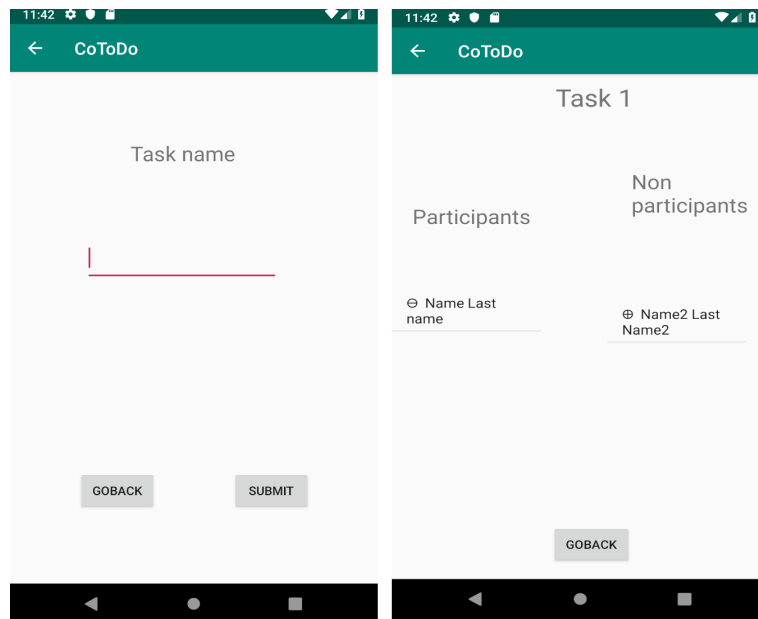 11:42
CoToDo
Task name
GOBACK
SUBMIT
11:42
CoToDo
Task 1
Participants
Non
participants
⊖ Name Last
name
⊕ Name2 Last
Name2
GOBACK